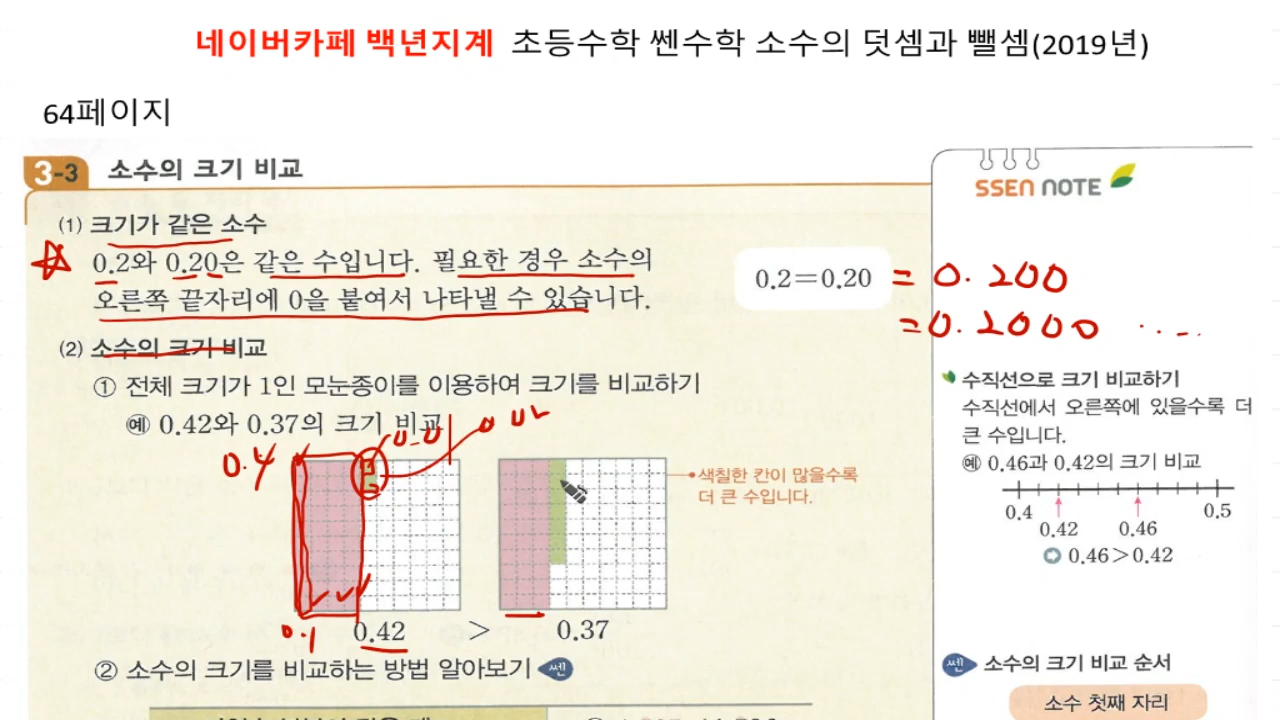 네이버카페 백년지계 초등수학 쎈수학 소수의 덧셈과 뺄셈(2019년)
64페이지
3-3 소수의 크기 비교
SSEN NOTE
(1) 크기가 같은 소수
0.2와 0.20은 같은 수입니다. 필요한 경우 소수의
오른쪽 끝자리에 0을 붙여서 나타낼 수 있습니다.
0.2=0.20 = 0.200
=0.2000 .....
(2) 소수의 크기 비교
① 전체 크기가 1인 모눈종이를 이용하여 크기를 비교하기
예 0.42와 0.37의 크기 비교
0.4
0.01
0.1
색칠한 칸이 많을수록
더 큰 수입니다.
0.42 > 0.37
② 소수의 크기를 비교하는 방법 알아보기 쎈
수직선으로 크기 비교하기
수직선에서 오른쪽에 있을수록 더
큰 수입니다.
예 0.46과 0.42의 크기 비교
0.4 0.5
0.42 0.46
0.46>0.42
쎈 소수의 크기 비교 순서
소수 첫째 자리